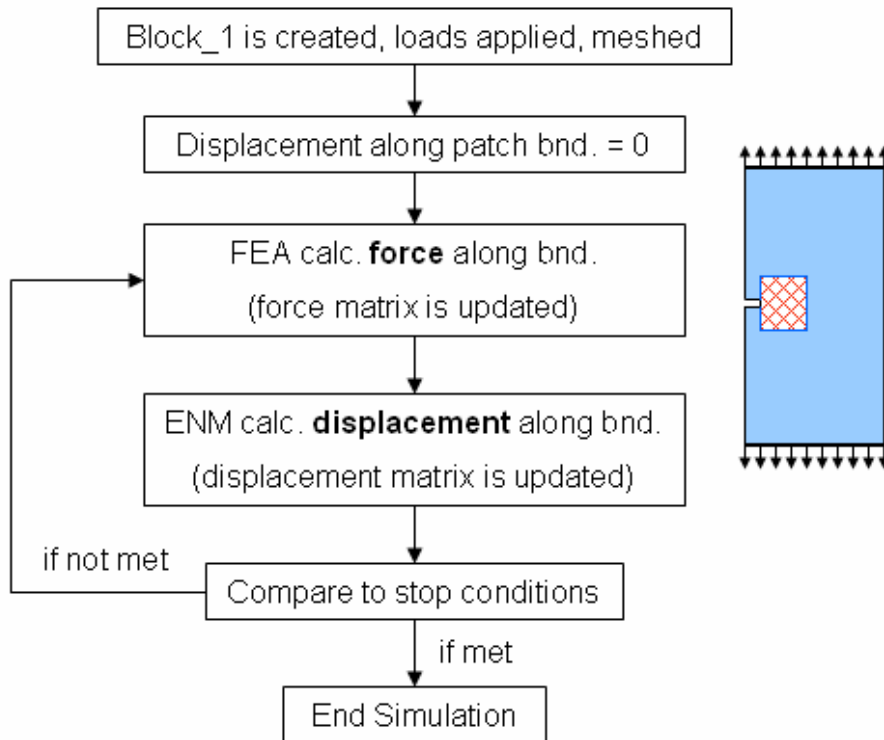 Block_1 is created, loads applied, meshed
Displacement along patch bnd. = 0
FEA calc. force along bnd.
(force matrix is updated)
ENM calc. displacement along bnd.
(displacement matrix is updated)
if not met
Compare to stop conditions
if met
End Simulation